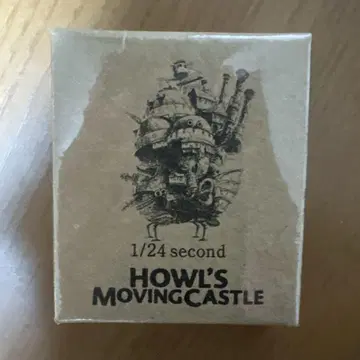 1/24 second
HOWL'S
MOVING CASTLE